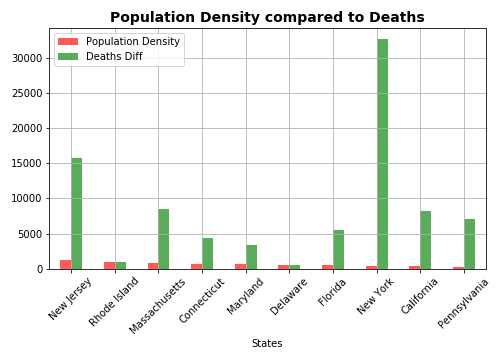 Population Density compared to Deaths
Population Density
Deaths Diff
30000
25000
20000
15000
10000
5000
0
New Jersey
Rhode Island
Massachusetts
Connecticut
Maryland
Delaware
Florida
New York
California
Pennsylvania
States